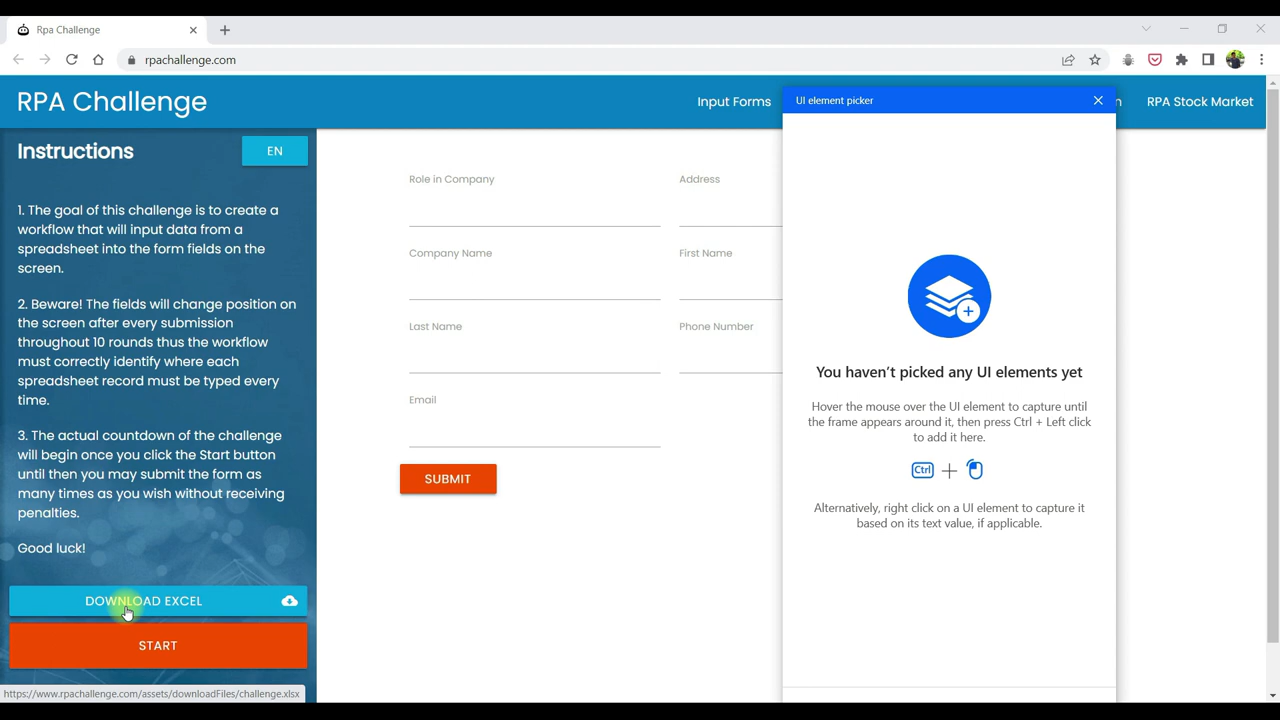 Rpa Challenge
rpachallenge.com
RPA Challenge
Input Forms
RPA Stock Market
Instructions
EN
1. The goal of this challenge is to create a
workflow that will input data from a
spreadsheet into the form fields on the
screen.
2. Beware! The fields will change position on
the screen after every submission
throughout 10 rounds thus the workflow
must correctly identify where each
spreadsheet record must be typed every
time.
3. The actual countdown of the challenge
will begin once you click the Start button
until then you may submit the form as
many times as you wish without receiving
penalties.
Good luck!
DOWNLOAD EXCEL
START
https://www.rpachallenge.com/assets/downloadFiles/challenge.xlsx
Role in Company
Address
Company Name
First Name
Last Name
Phone Number
Email
SUBMIT
UI element picker
You haven’t picked any UI elements yet
Hover the mouse over the UI element to capture until
the frame appears around it, then press Ctrl + Left click
to add it here.
Ctrl +
Alternatively, right click on a UI element to capture it
based on its text value, if applicable.